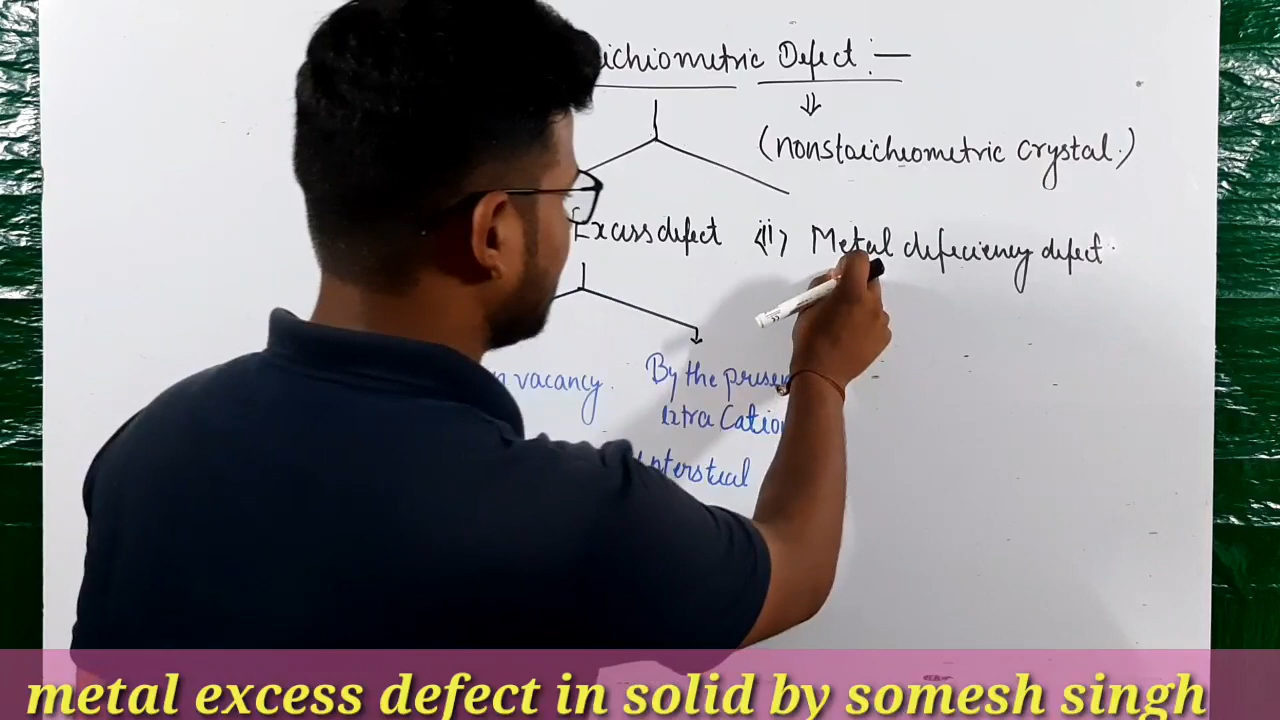 ichiometric Defect :—
(nonstoichiometric crystal.)
Excess defect (ii) Metal deficiency defect.
n vacancy. By the presen
extra Cation
interstial
metal excess defect in solid by somesh singh